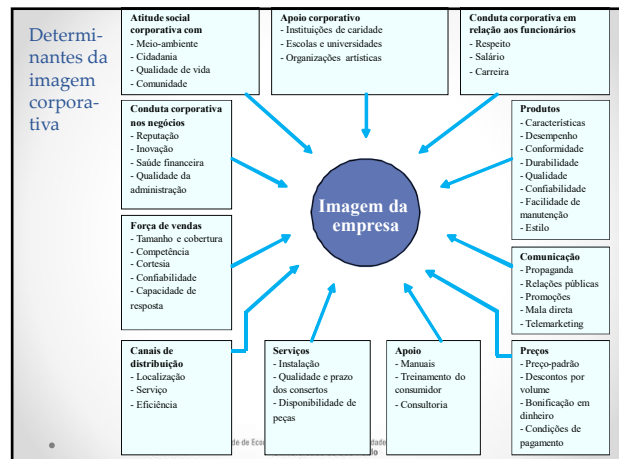 Determi-
nantes da
imagem
corpora-
tiva
Atitude social
corporativa com
- Meio-ambiente
- Cidadania
- Qualidade de vida
- Comunidade
Apoio corporativo
- Instituições de caridade
- Escolas e universidades
- Organizações artísticas
Conduta corporativa em
relação aos funcionários
- Respeito
- Salário
- Carreira
Conduta corporativa
nos negócios
- Reputação
- Inovação
- Saúde financeira
- Qualidade da
administração
Produtos
- Características
- Desempenho
- Conformidade
- Durabilidade
- Qualidade
- Confiabilidade
- Facilidade de
manutenção
- Estilo
Imagem da
empresa
Força de vendas
- Tamanho e cobertura
- Competência
- Cortesia
- Confiabilidade
- Capacidade de
resposta
Comunicação
- Propaganda
- Relações públicas
- Promoções
- Mala direta
- Telemarketing
Canais de
distribuição
- Localização
- Serviço
- Eficiência
Serviços
- Instalação
- Qualidade e prazo
dos consertos
- Disponibilidade de
peças
Apoio
- Manuais
- Treinamento do
consumidor
- Consultoria
Preços
- Preço-padrão
- Descontos por
volume
- Bonificação em
dinheiro
- Condições de
pagamento
de de Eco